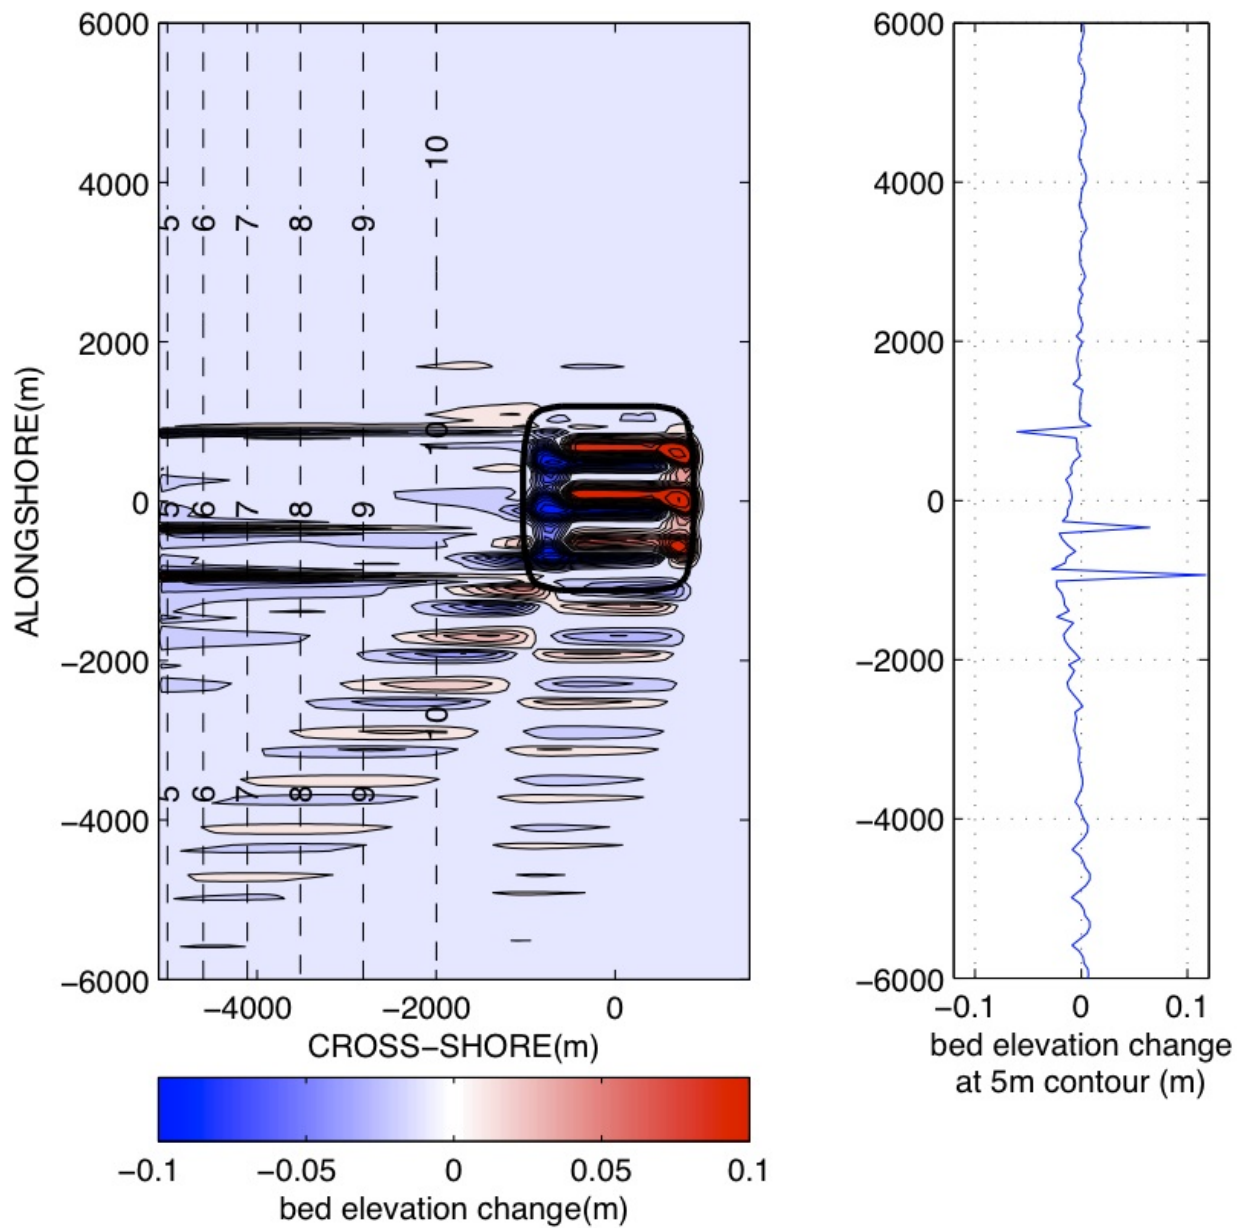 6000
4000
2000
0
−2000
−4000
−6000
ALONGSHORE(m)
10
5 6 7 8 9
10
5 6 7 8 9
10
5 6 7 8 9
−4000 −2000 0
CROSS−SHORE(m)
−0.1 −0.05 0 0.05 0.1
bed elevation change(m)
6000
4000
2000
0
−2000
−4000
−6000
−0.1 0 0.1
bed elevation change
at 5m contour (m)